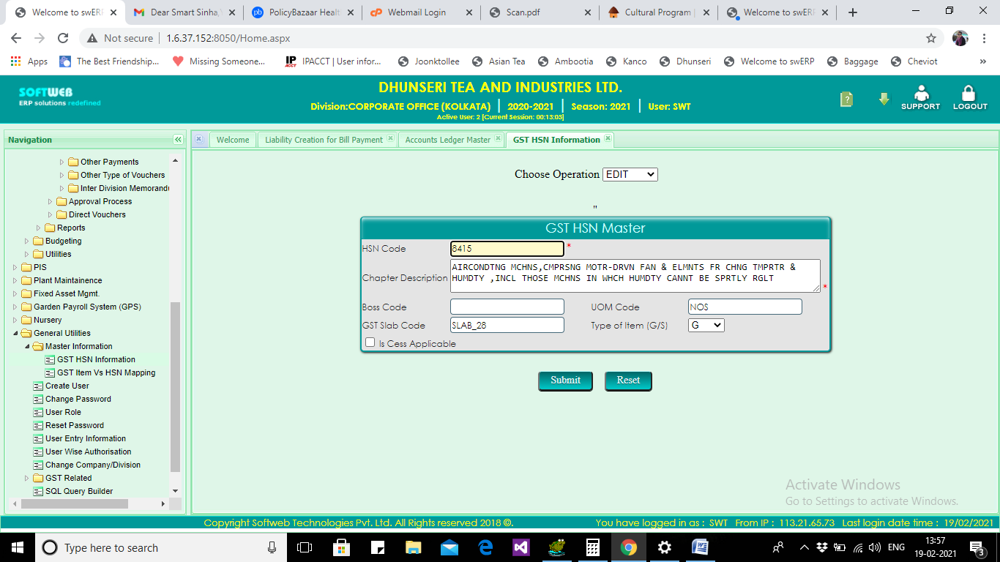 Welcome to swERP
Dear Smart Sinha,
PolicyBazaar Healt
Webmail Login
Scan.pdf
Cultural Program |
Welcome to swERP
Not secure | 1.6.37.152:8050/Home.aspx
Apps
The Best Friendship...
Missing Someone...
IPACCT | User infor...
Joonktollee
Asian Tea
Ambootia
Kanco
Dhunseri
Welcome to swERP
Baggage
Cheviot
»
SOFTWEB
ERP solutions redefined
DHUNSERI TEA AND INDUSTRIES LTD.
Division:CORPORATE OFFICE (KOLKATA) | 2020-2021 | Season: 2021 | User: SWT
Active User: 2 [Current Session: 00:13:03]
SUPPORT
LOGOUT
Navigation
Welcome
Liability Creation for Bill Payment
Accounts Ledger Master
GST HSN Information
Other Payments
Other Type of Vouchers
Inter Division Memorand
Approval Process
Direct Vouchers
Reports
Budgeting
Utilities
PIS
Plant Maintainence
Fixed Asset Mgmt.
Garden Payroll System (GPS)
Nursery
General Utilities
Master Information
GST HSN Information
GST Item Vs HSN Mapping
Create User
Change Password
User Role
Reset Password
User Entry Information
User Wise Authorisation
Change Company/Division
GST Related
SQL Query Builder
Choose Operation EDIT
"
GST HSN Master
HSN Code 8415 *
Chapter Description AIRCONDTNG MCHNS,CMPRSNG MOTR-DRVN FAN & ELMNTS FR CHNG TMPRTR &
HUMDTY ,INCL THOSE MCHNS IN WHCH HUMDTY CANNT BE SPRTLY RGLT *
Boss Code UOM Code NOS
GST Slab Code SLAB_28 Type of Item (G/S) G
Is Cess Applicable
Submit Reset
Activate Windows
Go to Settings to activate Windows.
Copyright Softweb Technologies Pvt. Ltd. All Rights reserved 2018 ©.
You have logged in as : SWT From IP : 113.21.65.73 Last login date time : 19/02/2021
Type here to search
ENG
13:57
19-02-2021
3